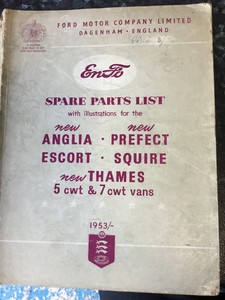 FORD MOTOR COMPANY LIMITED
DAGENHAM · ENGLAND
EnFo
SPARE PARTS LIST
with illustrations for the
new new
ANGLIA · PREFECT
ESCORT · SQUIRE
new THAMES
5 cwt & 7 cwt vans
1953/-